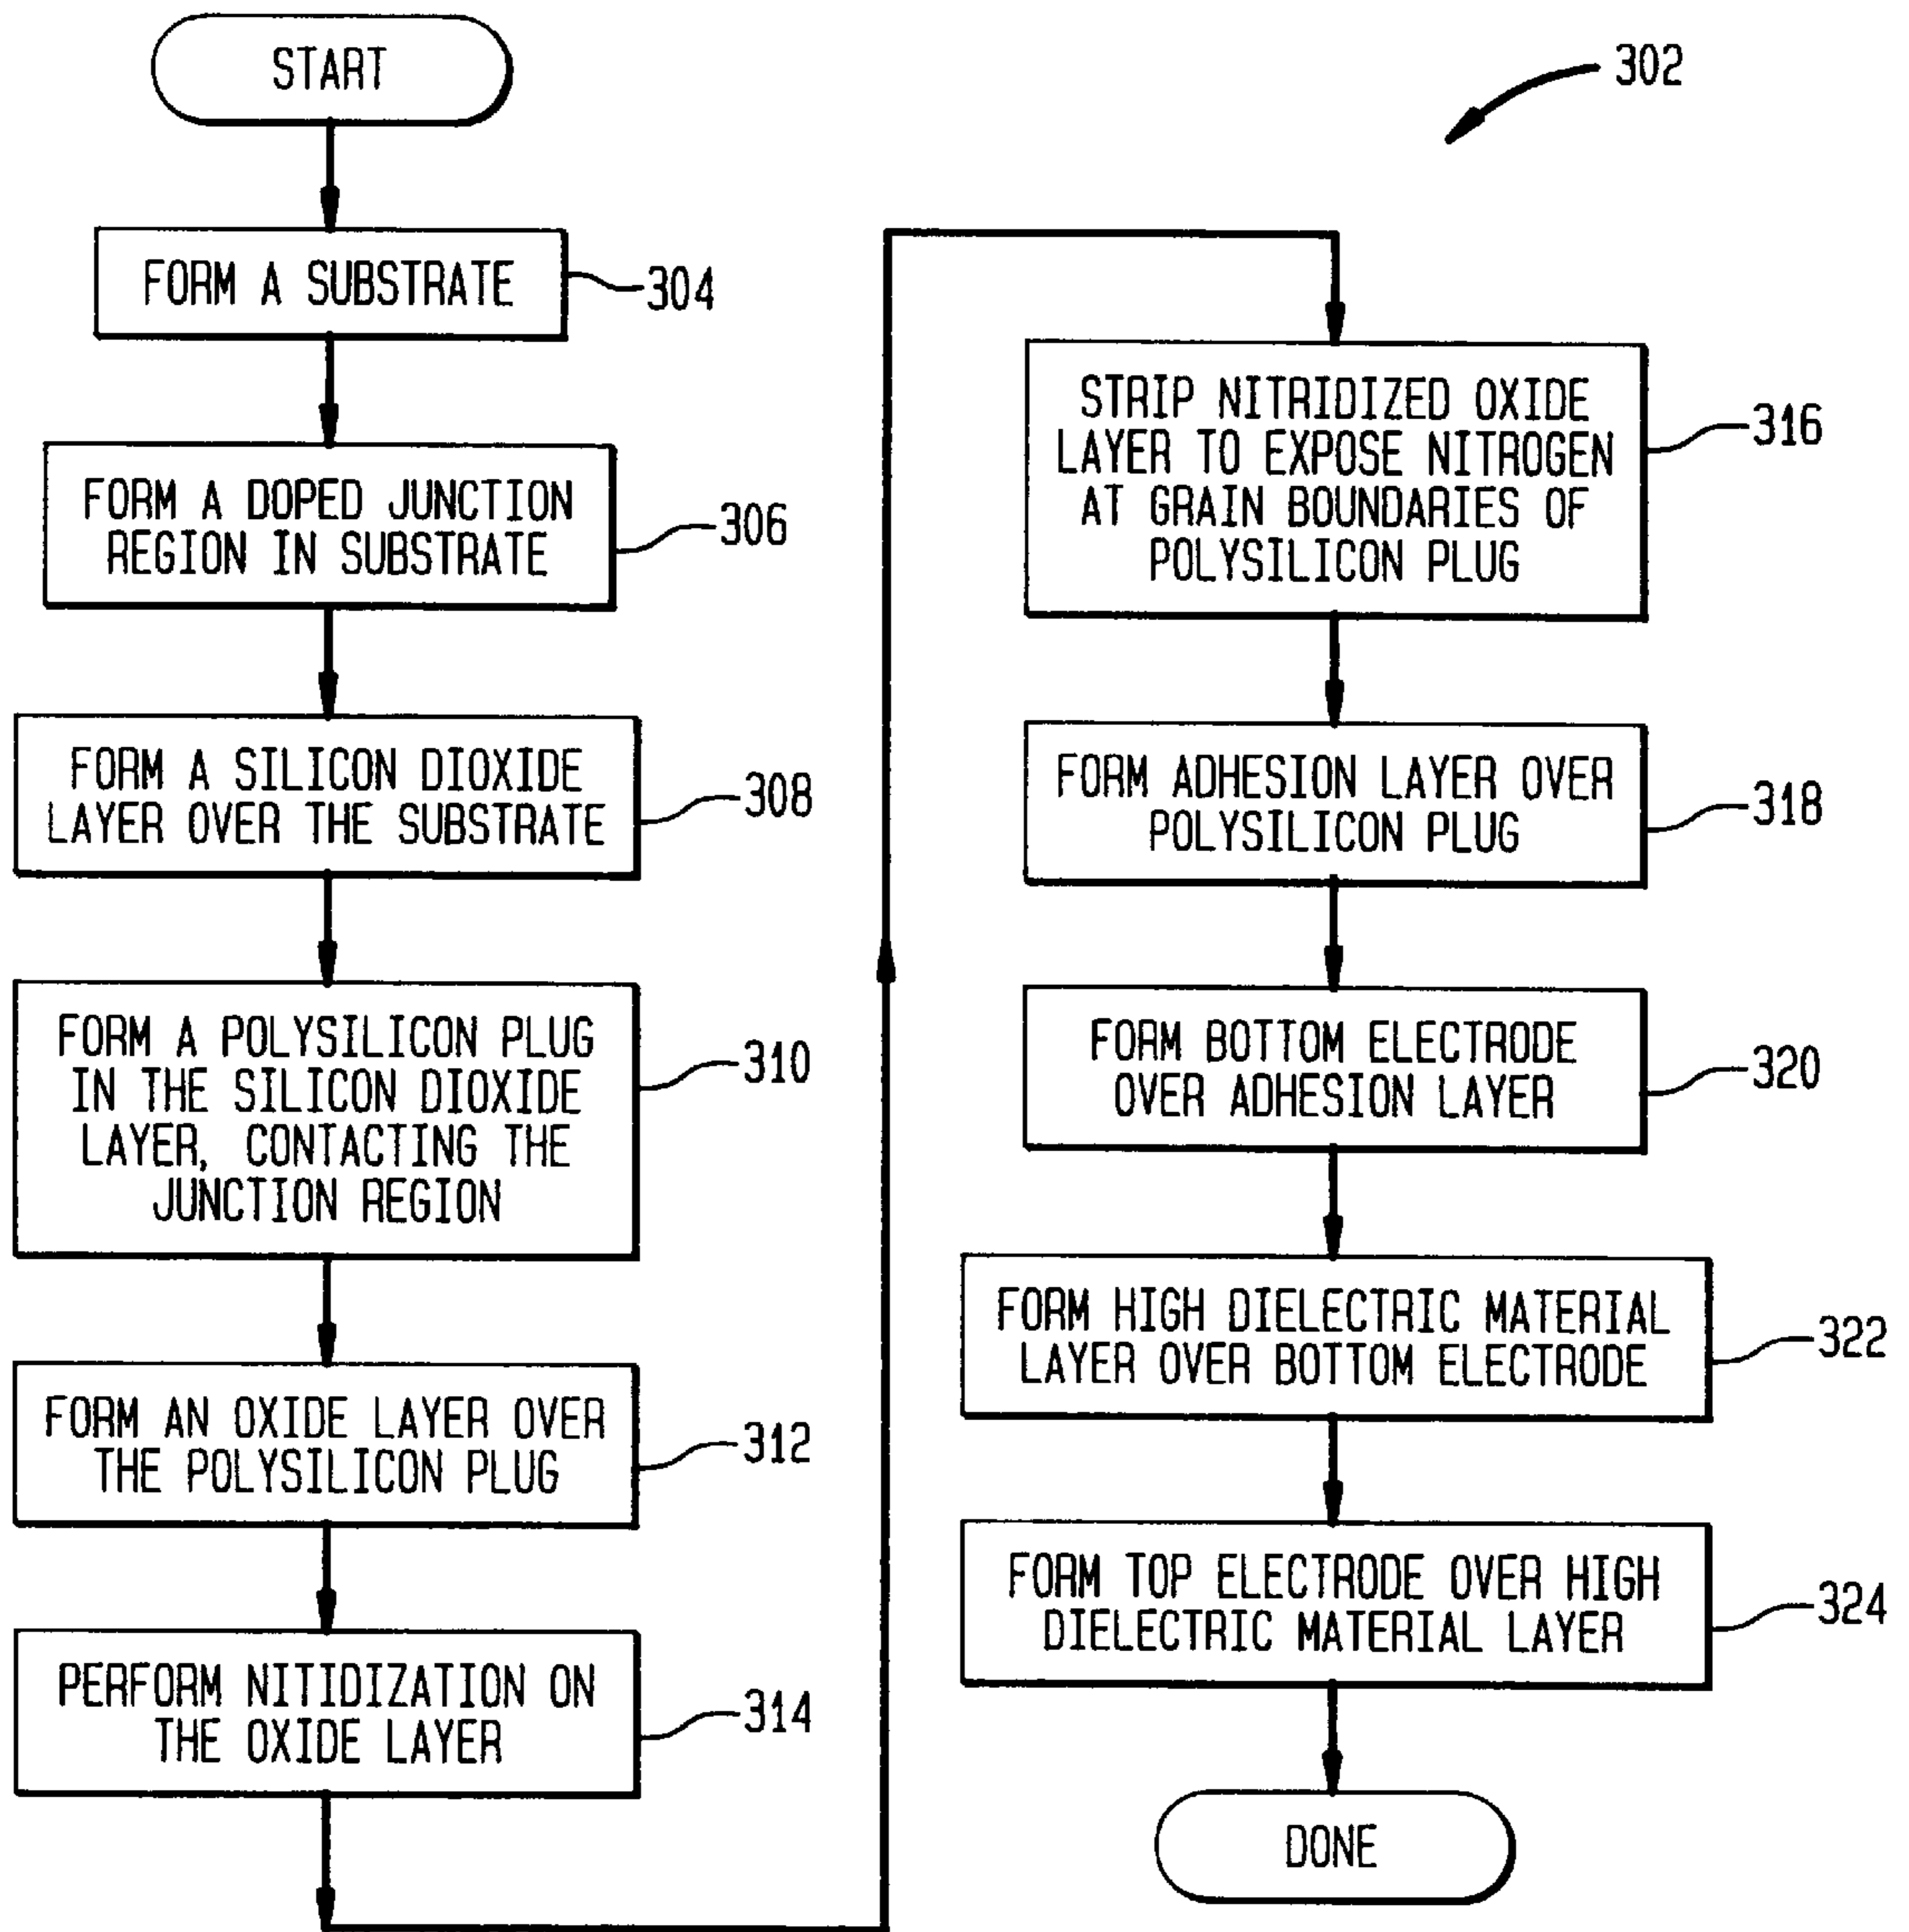 START
302
FORM A SUBSTRATE
304
FORM A DOPED JUNCTION
REGION IN SUBSTRATE
306
FORM A SILICON DIOXIDE
LAYER OVER THE SUBSTRATE
308
FORM A POLYSILICON PLUG
IN THE SILICON DIOXIDE
LAYER, CONTACTING THE
JUNCTION REGION
310
FORM AN OXIDE LAYER OVER
THE POLYSILICON PLUG
312
PERFORM NITIDIZATION ON
THE OXIDE LAYER
314
STRIP NITRIDIZED OXIDE
LAYER TO EXPOSE NITROGEN
AT GRAIN BOUNDARIES OF
POLYSILICON PLUG
316
FORM ADHESION LAYER OVER
POLYSILICON PLUG
318
FORM BOTTOM ELECTRODE
OVER ADHESION LAYER
320
FORM HIGH DIELECTRIC MATERIAL
LAYER OVER BOTTOM ELECTRODE
322
FORM TOP ELECTRODE OVER HIGH
DIELECTRIC MATERIAL LAYER
324
DONE